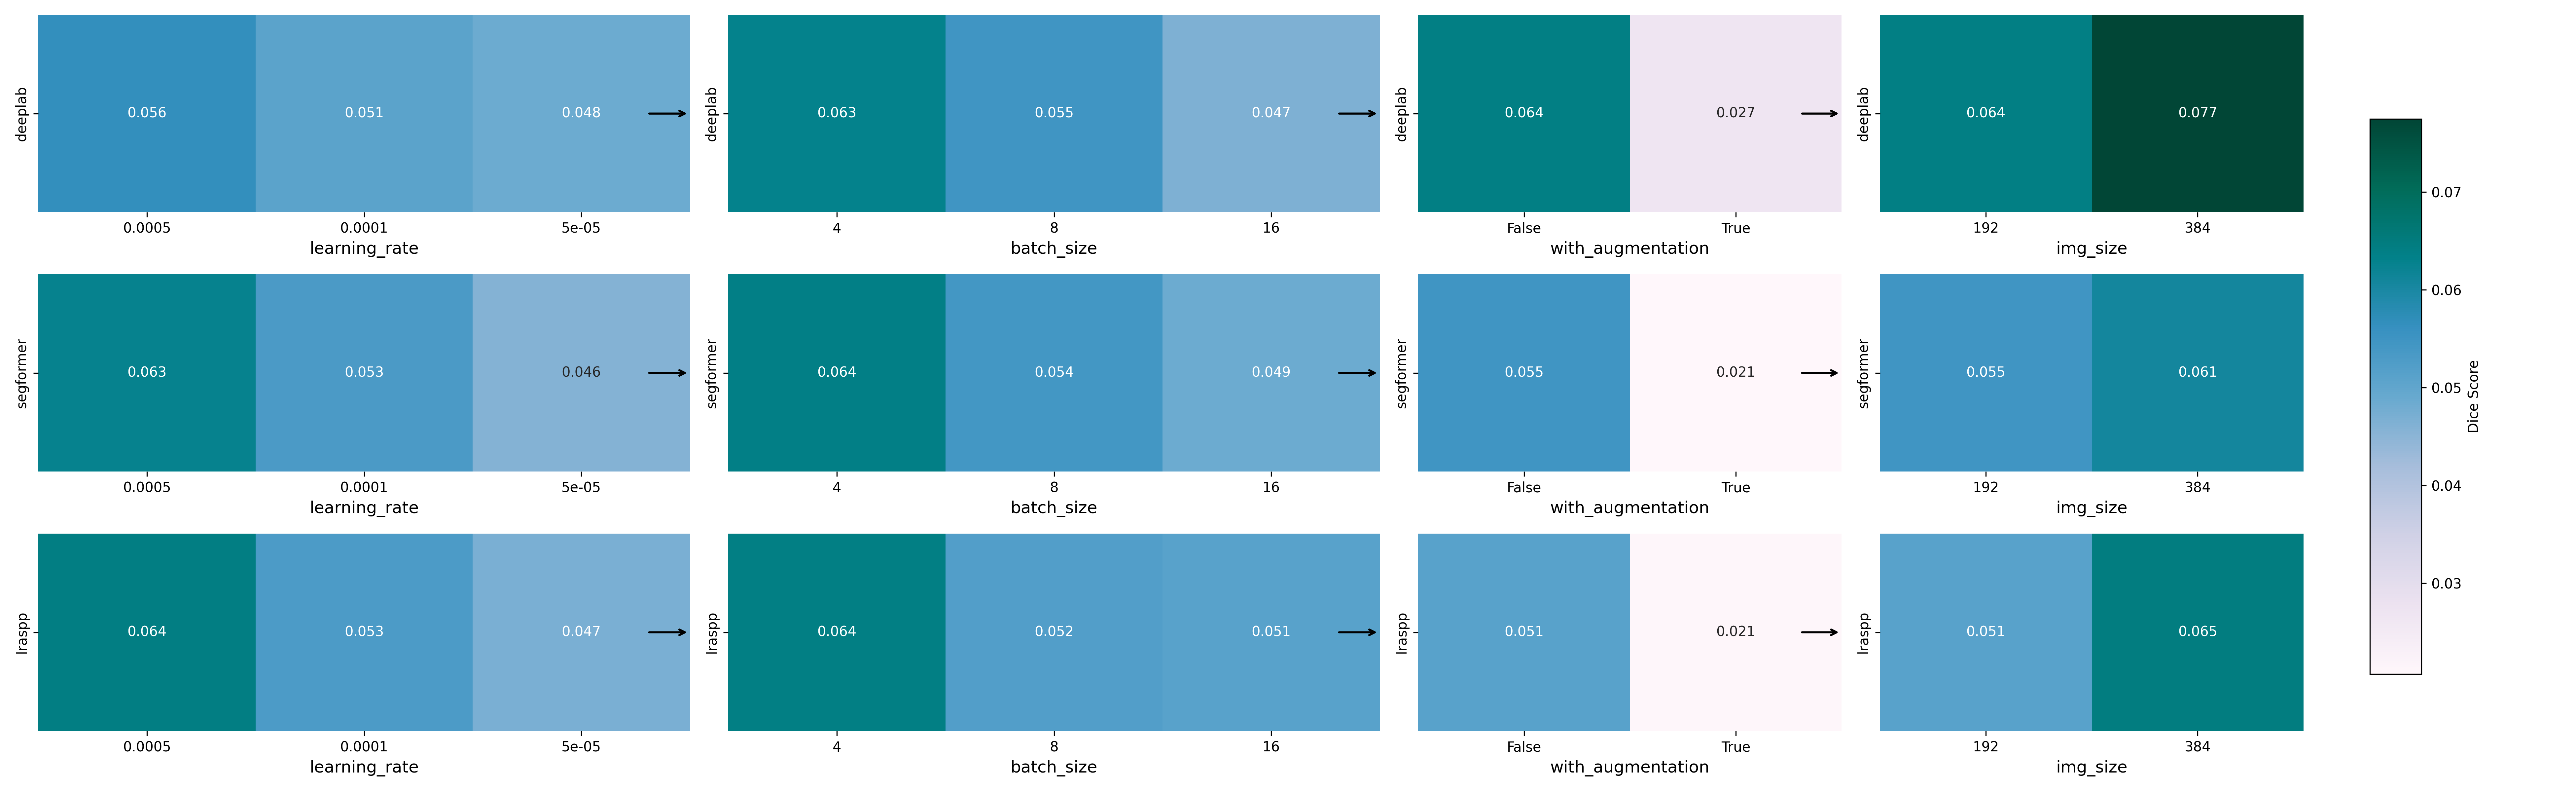 deeplab
0.056 0.051 0.048
0.0005 0.0001 5e-05
learning_rate
deeplab
0.063 0.055 0.047
4 8 16
batch_size
deeplab
0.064 0.027
False True
with_augmentation
deeplab
0.064 0.077
192 384
img_size
segformer
0.063 0.053 0.046
0.0005 0.0001 5e-05
learning_rate
segformer
0.064 0.054 0.049
4 8 16
batch_size
segformer
0.055 0.021
False True
with_augmentation
segformer
0.055 0.061
192 384
img_size
lraspp
0.064 0.053 0.047
0.0005 0.0001 5e-05
learning_rate
lraspp
0.064 0.052 0.051
4 8 16
batch_size
lraspp
0.051 0.021
False True
with_augmentation
lraspp
0.051 0.065
192 384
img_size
0.07
0.06
0.05
0.04
0.03
Dice Score